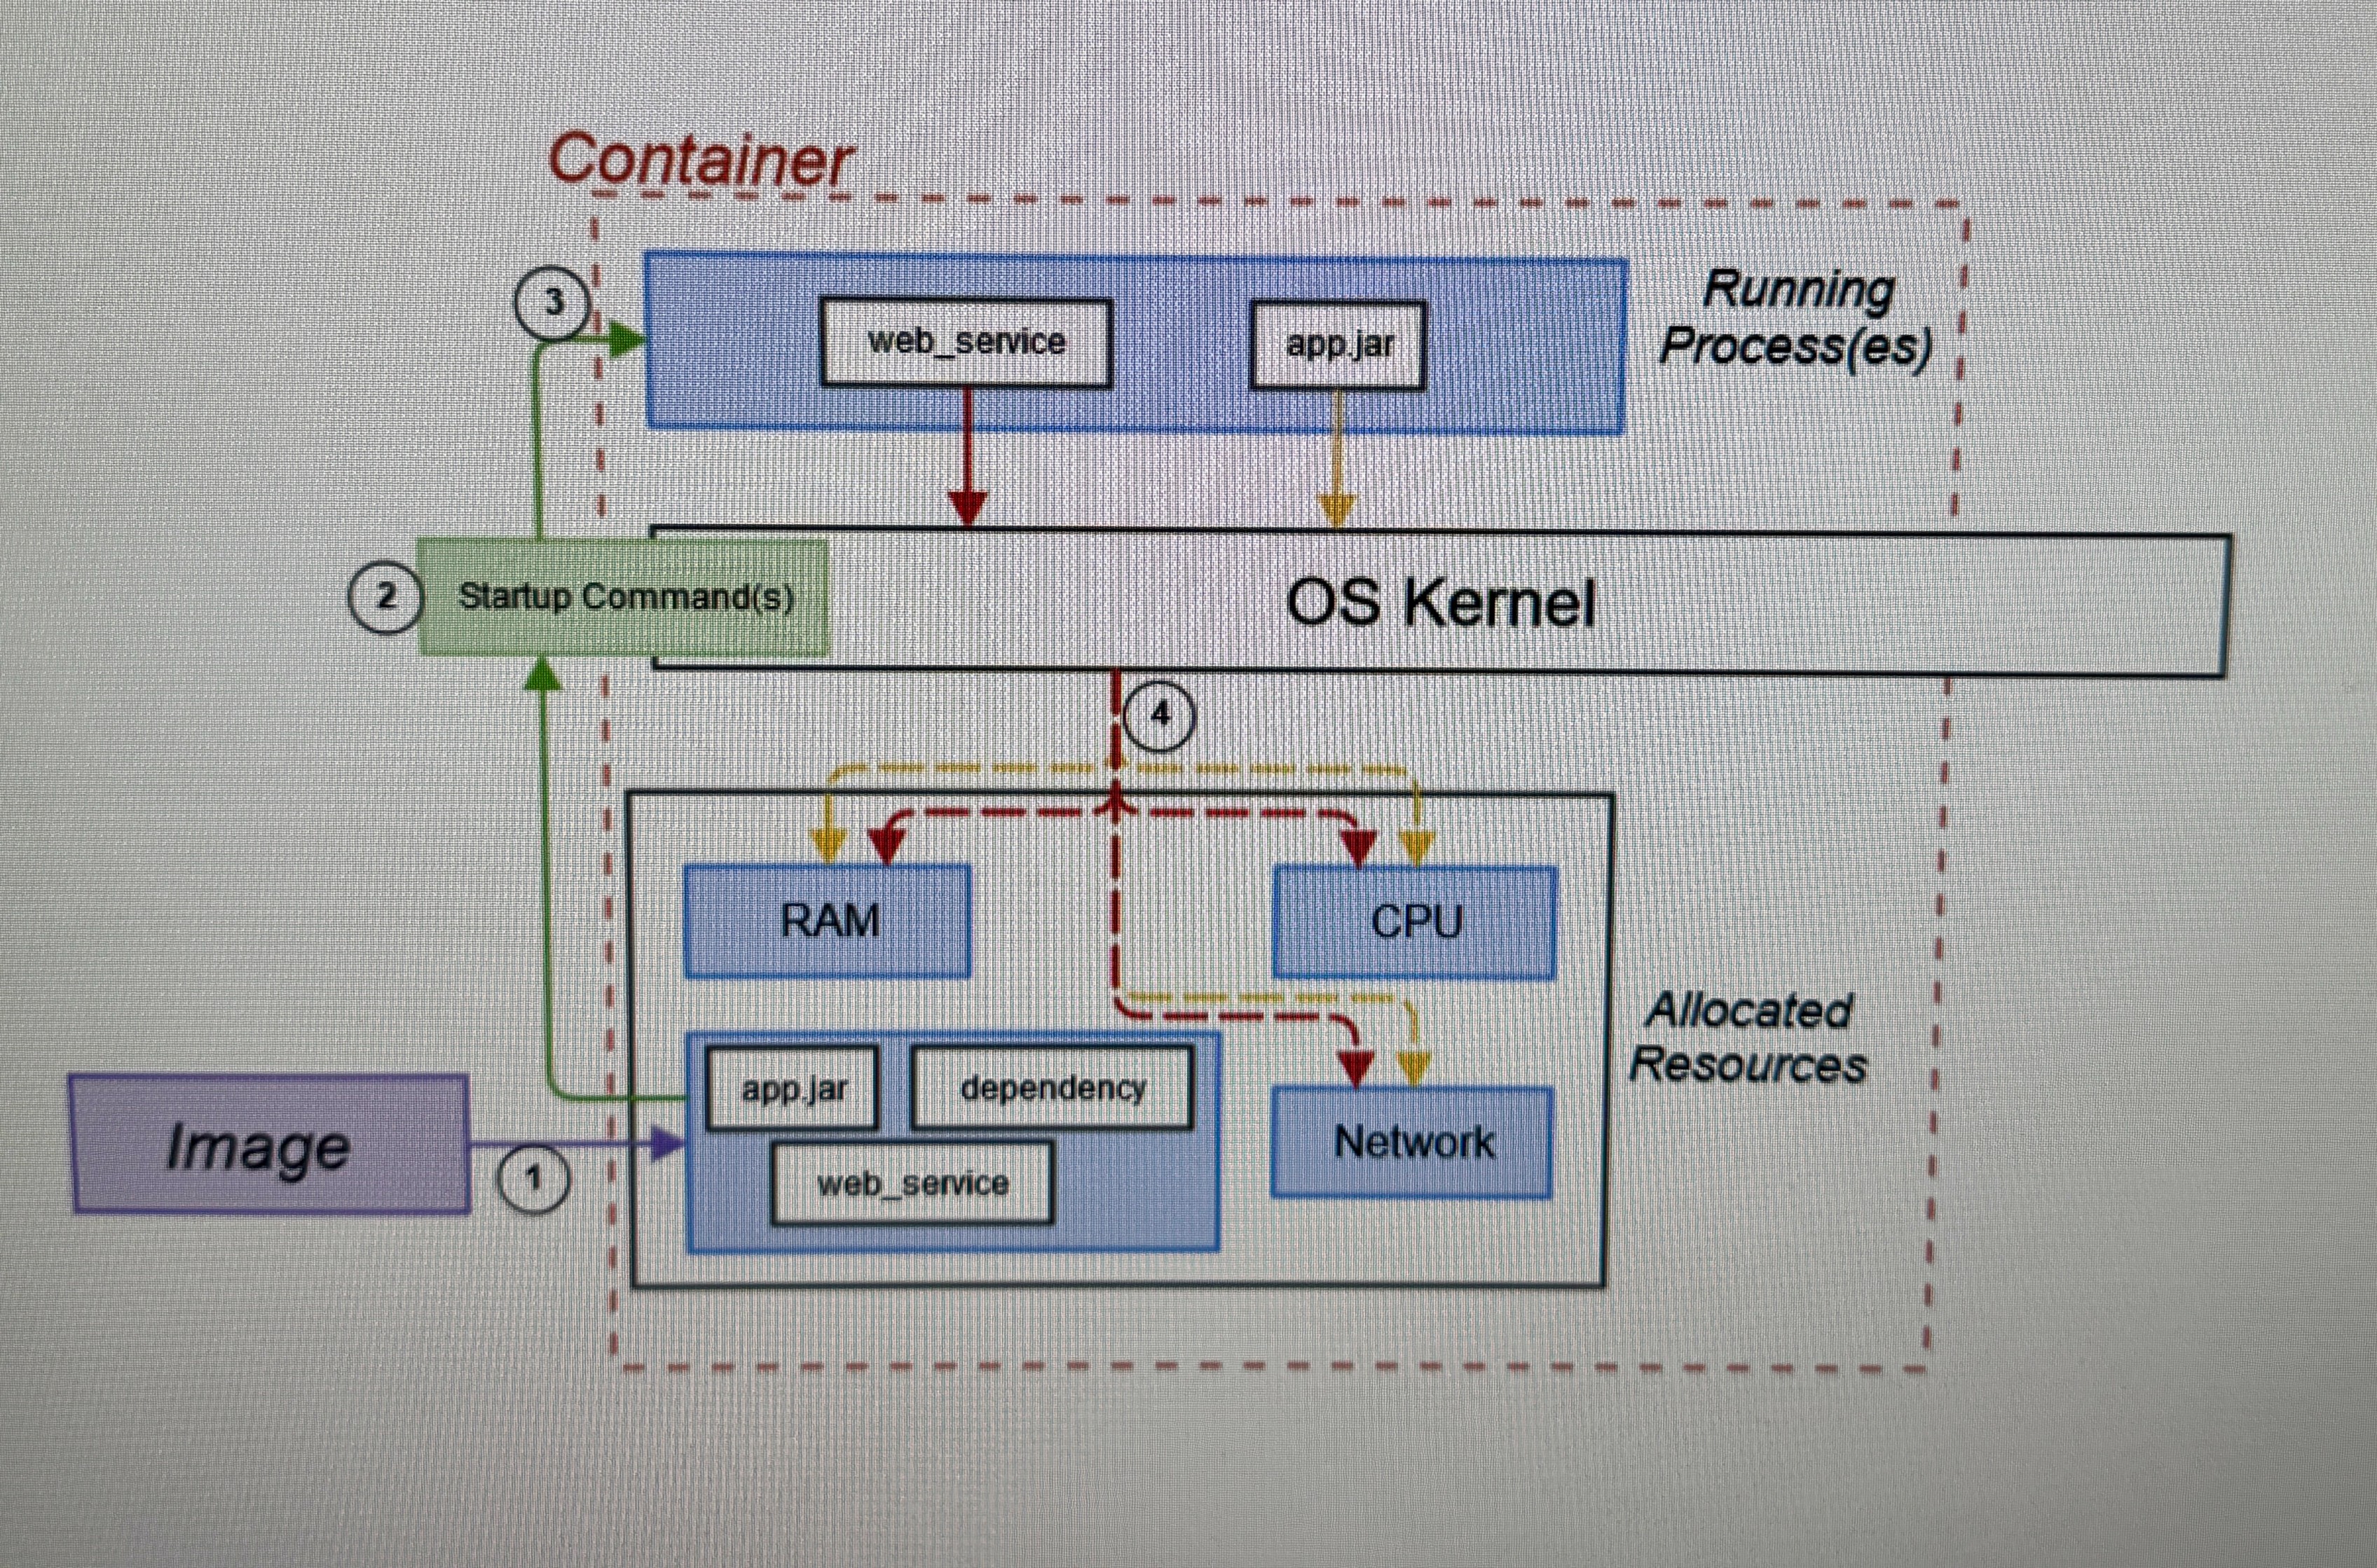 Container
3
web_service
app.jar
Running
Process(es)
2
Startup Command(s)
OS Kernel
4
RAM
CPU
Allocated
Resources
app.jar
dependency
Image
1
web_service
Network